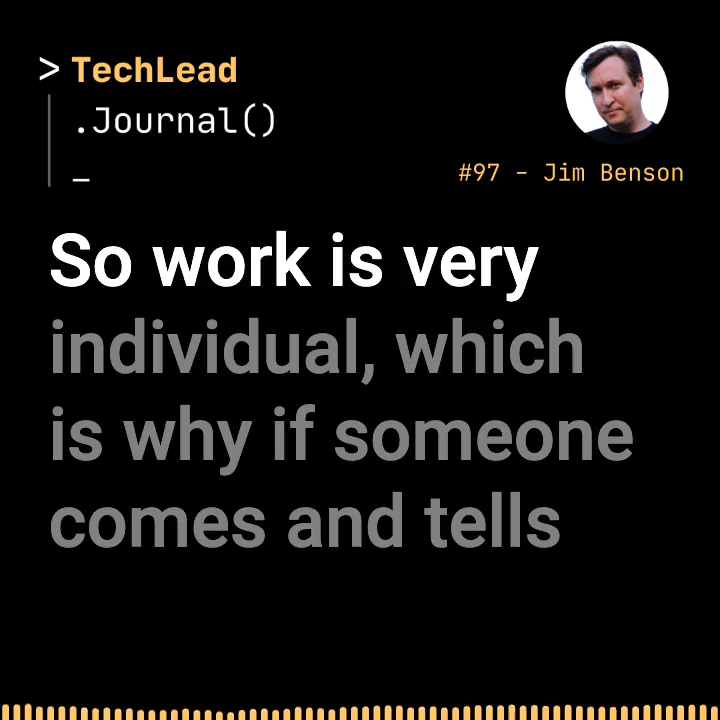 > TechLead
.Journal()
_
#97 - Jim Benson
So work is very
individual, which
is why if someone
comes and tells